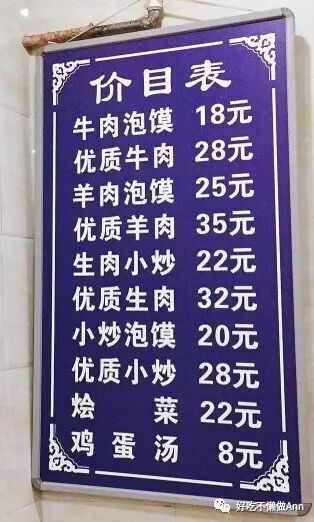 价目表
牛肉泡馍 18元
优质牛肉 28元
羊肉泡馍 25元
优质羊肉 35元
生肉小炒 22元
优质生肉 32元
小炒泡馍 20元
优质小炒 28元
烩菜 22元
鸡蛋汤 8元
好吃不懒做Ann